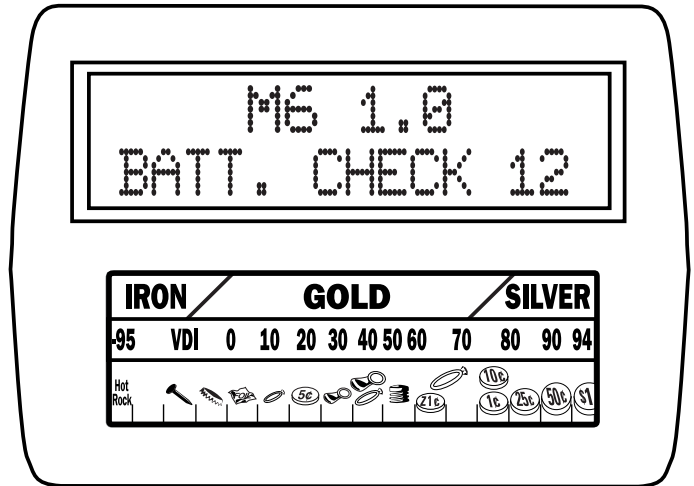 M6 1.0
BATT. CHECK 12
IRON GOLD SILVER
-95 VDI 0 10 20 30 40 50 60 70 80 90 94
Hot Rock
5¢
10¢
Z1¢ 1¢ 25¢ 50¢ $1